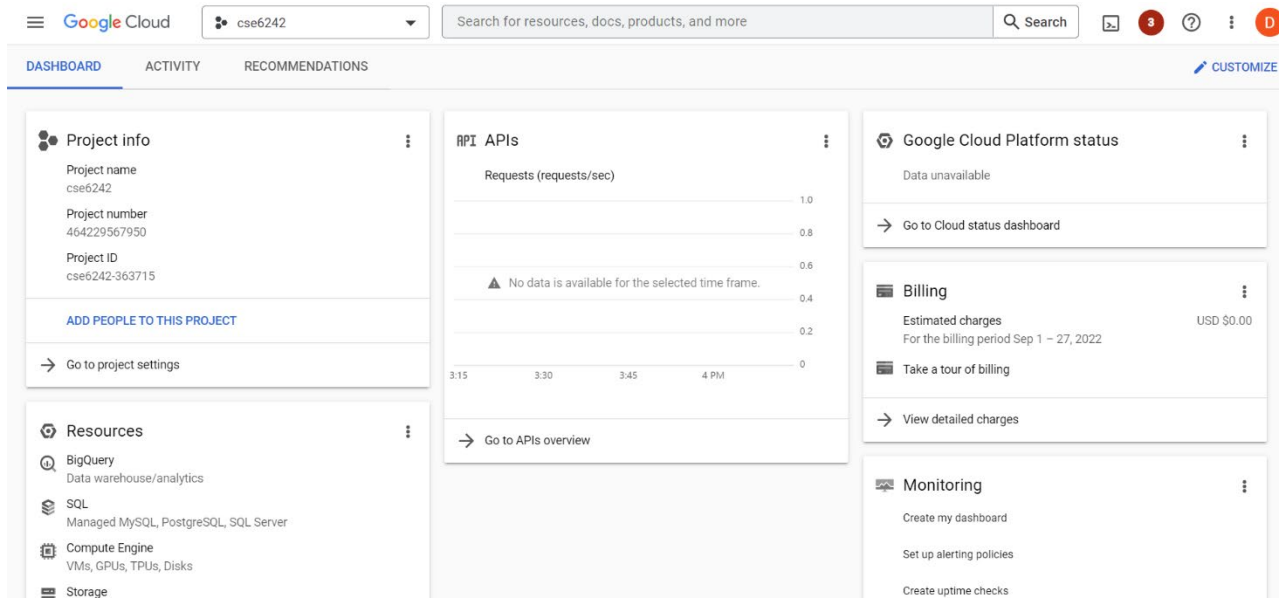 Google Cloud
cse6242
Search for resources, docs, products, and more
Search
3
D
DASHBOARD
ACTIVITY
RECOMMENDATIONS
CUSTOMIZE
Project info
Project name
cse6242
Project number
464229567950
Project ID
cse6242-363715
ADD PEOPLE TO THIS PROJECT
Go to project settings
Resources
BigQuery
Data warehouse/analytics
SQL
Managed MySQL, PostgreSQL, SQL Server
Compute Engine
VMs, GPUs, TPUs, Disks
Storage
API APIs
Requests (requests/sec)
1.0
0.8
0.6
No data is available for the selected time frame.
0.4
0.2
0
3:15 3:30 3:45 4 PM
Go to APIs overview
Google Cloud Platform status
Data unavailable
Go to Cloud status dashboard
Billing
Estimated charges USD $0.00
For the billing period Sep 1 – 27, 2022
Take a tour of billing
View detailed charges
Monitoring
Create my dashboard
Set up alerting policies
Create uptime checks